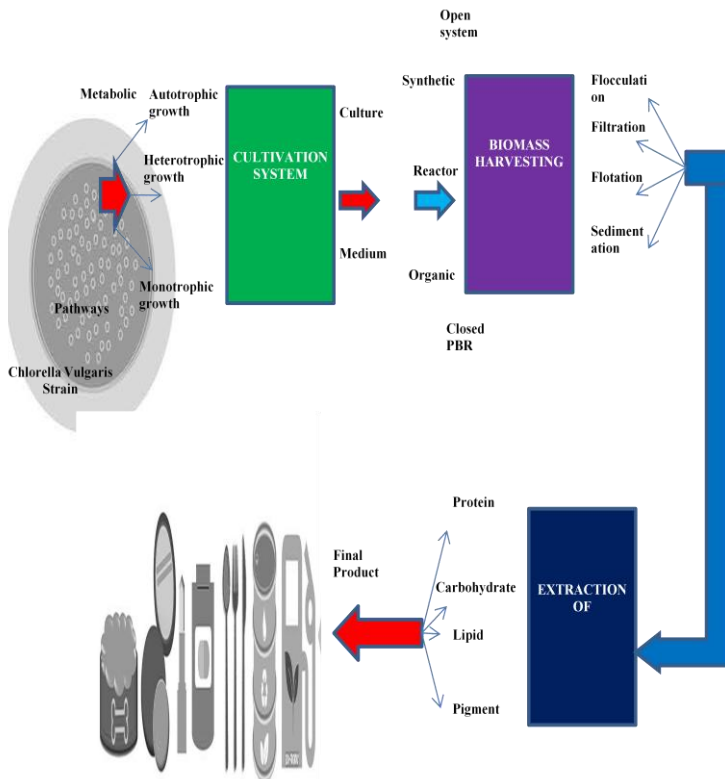 Open
system
Metabolic
Autotrophic
growth
Heterotrophic
growth
Monotrophic
growth
Pathways
Chlorella Vulgaris
Strain
CULTIVATION
SYSTEM
Culture
Medium
Synthetic
Reactor
Organic
Closed
PBR
BIOMASS
HARVESTING
Flocculati
on
Filtration
Flotation
Sediment
ation
EXTRACTION
OF
Protein
Carbohydrate
Lipid
Pigment
Final
Product